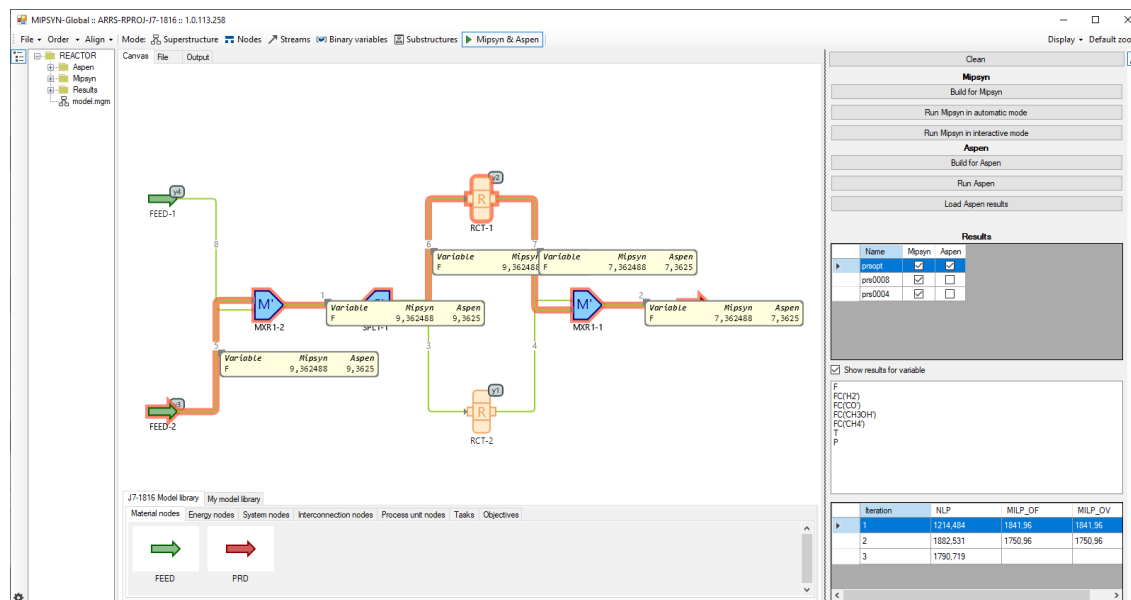 MIPSYN-Global :: ARRS-RPROJ-J7-1816 :: 1.0.113.258
File Order Align Mode: Superstructure Nodes Streams Binary variables Substructures Mipsyn & Aspen Display Default zoo
REACTOR
Aspen
Mipsyn
Results
model.mgm
Canvas File Output
y4
FEED-1
8
y2
R
RCT-1
6
7
Variable Mipsyn
F 9,362488
Variable Mipsyn Aspen
F 7,362488 7,3625
M'
MXR1-2
1
Variable Mipsyn Aspen
F 9,362488 9,3625
M'
MXR1-1
2
Variable Mipsyn Aspen
F 7,362488 7,3625
3
4
5
Variable Mipsyn Aspen
F 9,362488 9,3625
y3
FEED-2
y1
R
RCT-2
J7-1816 Model library My model library
Material nodes Energy nodes System nodes Interconnection nodes Process unit nodes Tasks Objectives
FEED
PRD
Clean
Mipsyn
Build for Mipsyn
Run Mipsyn in automatic mode
Run Mipsyn in interactive mode
Aspen
Build for Aspen
Run Aspen
Load Aspen results
Results
Name Mipsyn Aspen
prsopt
prs0008
prs0004
Show results for variable
F
FC('H2')
FC('CO')
FC('CH3OH')
FC('CH4')
T
P
Iteration NLP MILP_OF MILP_OV
1 1214,484 1841,96 1841,96
2 1882,531 1750,96 1750,96
3 1790,719